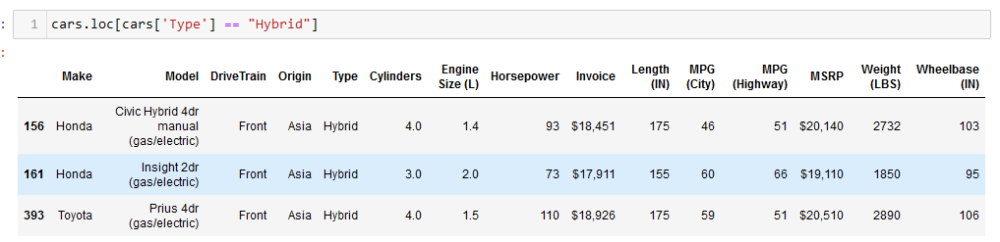 : 1 cars.loc[cars['Type'] == "Hybrid"]
:
Make Model DriveTrain Origin Type Cylinders Engine Size (L) Horsepower Invoice Length (IN) MPG (City) MPG (Highway) MSRP Weight (LBS) Wheelbase (IN)
156 Honda Civic Hybrid 4dr manual (gas/electric) Front Asia Hybrid 4.0 1.4 93 $18,451 175 46 51 $20,140 2732 103
161 Honda Insight 2dr (gas/electric) Front Asia Hybrid 3.0 2.0 73 $17,911 155 60 66 $19,110 1850 95
393 Toyota Prius 4dr (gas/electric) Front Asia Hybrid 4.0 1.5 110 $18,926 175 59 51 $20,510 2890 106